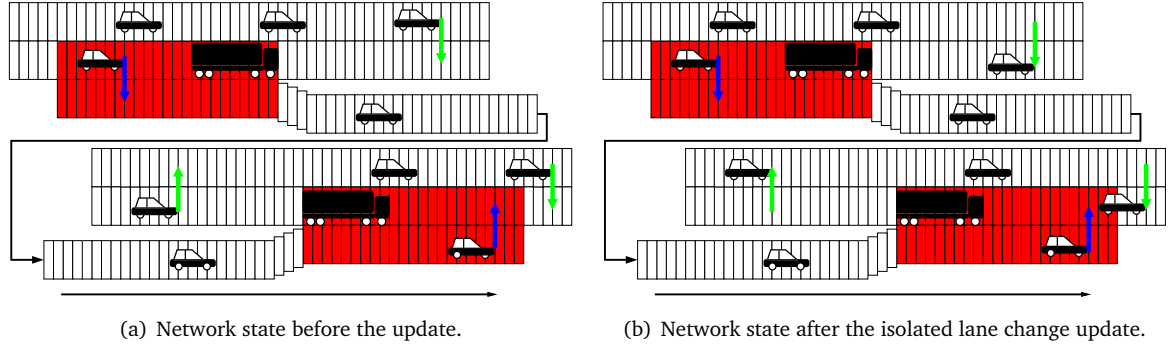 (a) Network state before the update.
(b) Network state after the isolated lane change update.